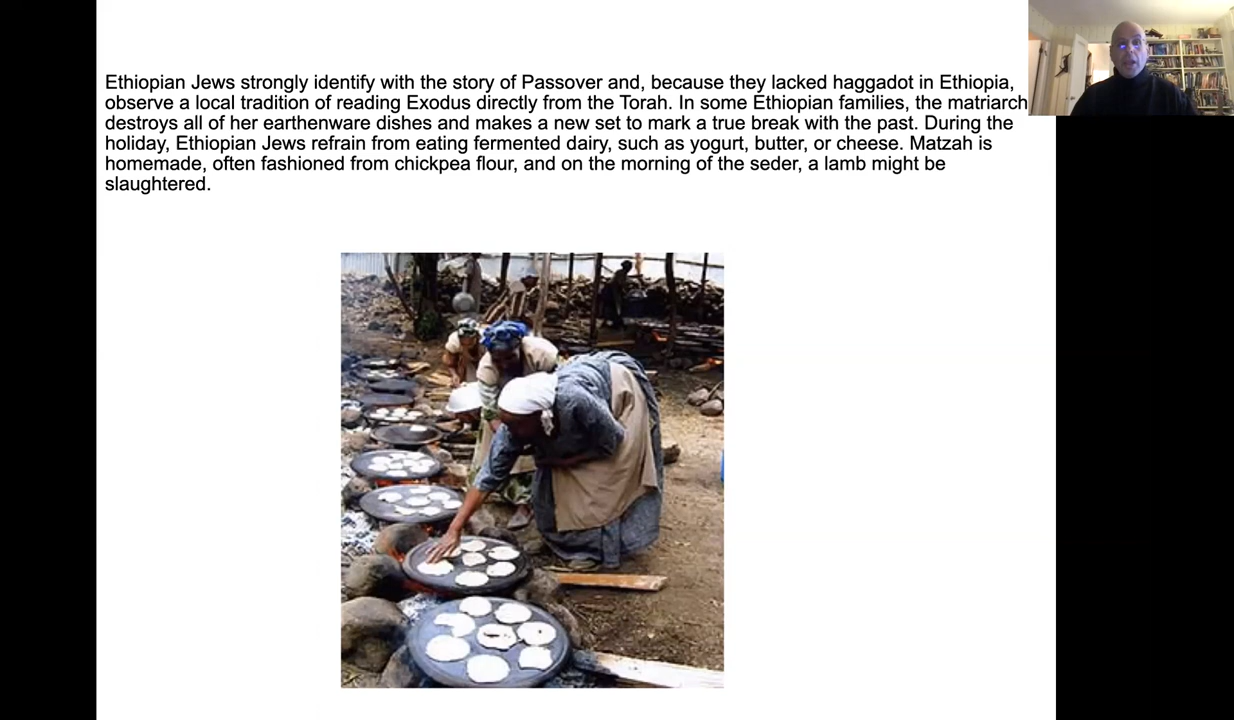 Ethiopian Jews strongly identify with the story of Passover and, because they lacked haggadot in Ethiopia,
observe a local tradition of reading Exodus directly from the Torah. In some Ethiopian families, the matriarch
destroys all of her earthenware dishes and makes a new set to mark a true break with the past. During the
holiday, Ethiopian Jews refrain from eating fermented dairy, such as yogurt, butter, or cheese. Matzah is
homemade, often fashioned from chickpea flour, and on the morning of the seder, a lamb might be
slaughtered.